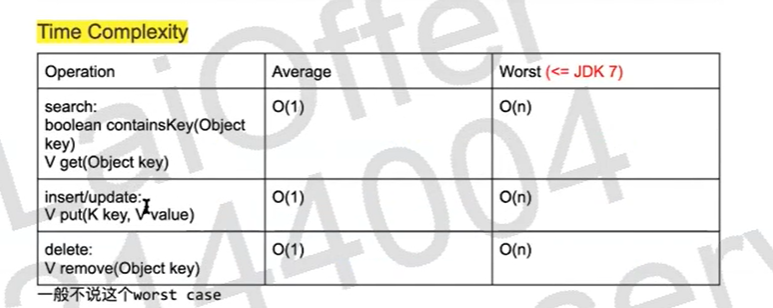 Time Complexity
Operation
Average
Worst (<= JDK 7)
search:
boolean containsKey(Object
key)
V get(Object key)
O(1)
O(n)
insert/update:
V put(K key, V value)
O(1)
O(n)
delete:
V remove(Object key)
O(1)
O(n)
一般不说这个worst case
LaiOffer
2144004